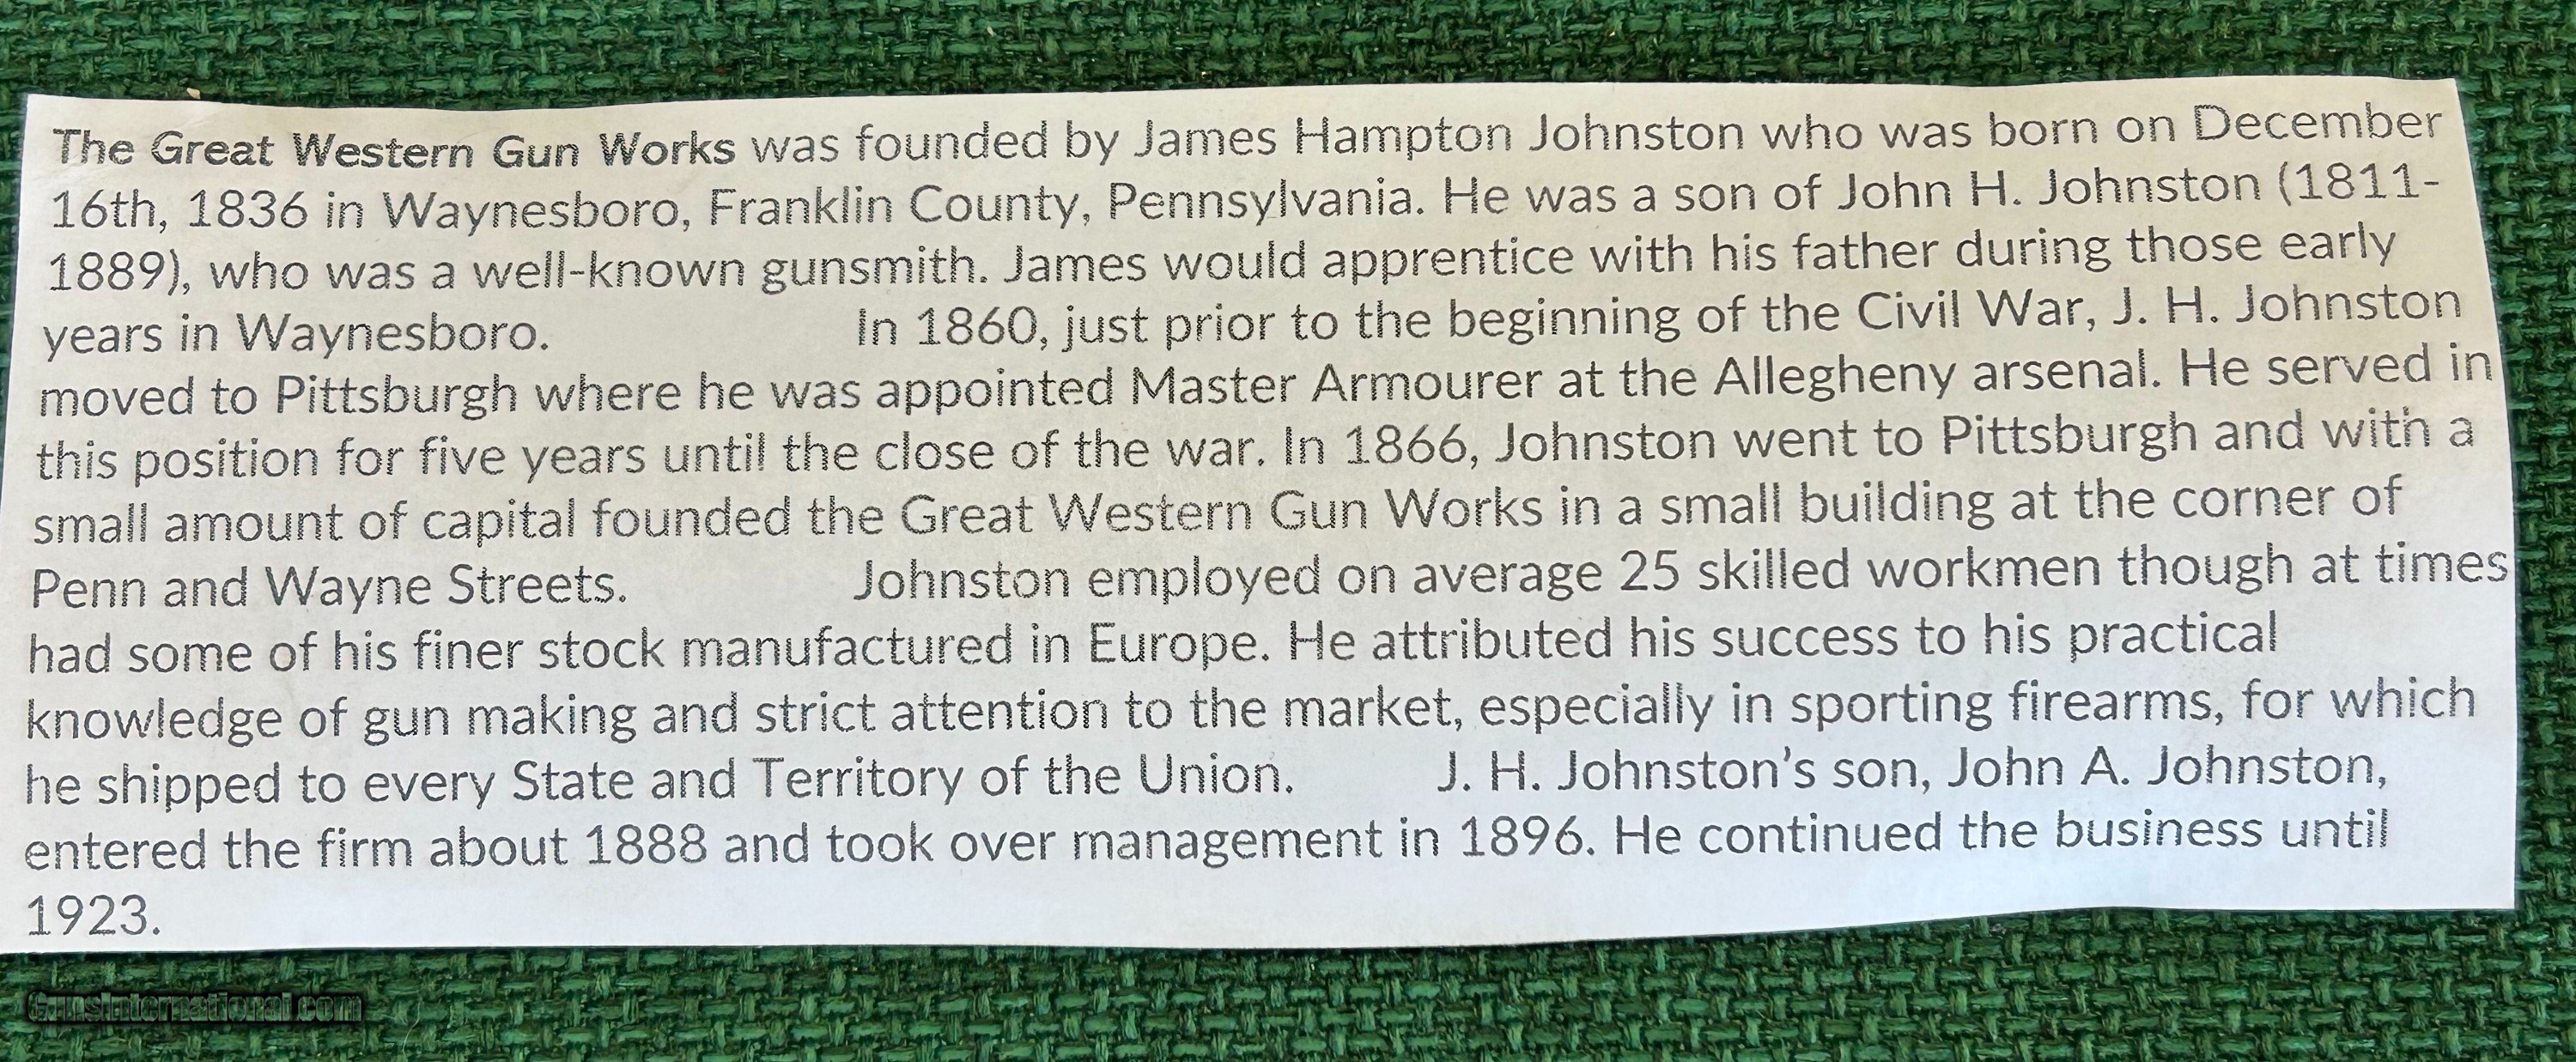 The Great Western Gun Works was founded by James Hampton Johnston who was born on December
16th, 1836 in Waynesboro, Franklin County, Pennsylvania. He was a son of John H. Johnston (1811-
1889), who was a well-known gunsmith. James would apprentice with his father during those early
years in Waynesboro. In 1860, just prior to the beginning of the Civil War, J. H. Johnston
moved to Pittsburgh where he was appointed Master Armourer at the Allegheny arsenal. He served in
this position for five years until the close of the war. In 1866, Johnston went to Pittsburgh and with a
small amount of capital founded the Great Western Gun Works in a small building at the corner of
Penn and Wayne Streets. Johnston employed on average 25 skilled workmen though at times
had some of his finer stock manufactured in Europe. He attributed his success to his practical
knowledge of gun making and strict attention to the market, especially in sporting firearms, for which
he shipped to every State and Territory of the Union. J. H. Johnston’s son, John A. Johnston,
entered the firm about 1888 and took over management in 1896. He continued the business until
1923.
GunsInternational.com